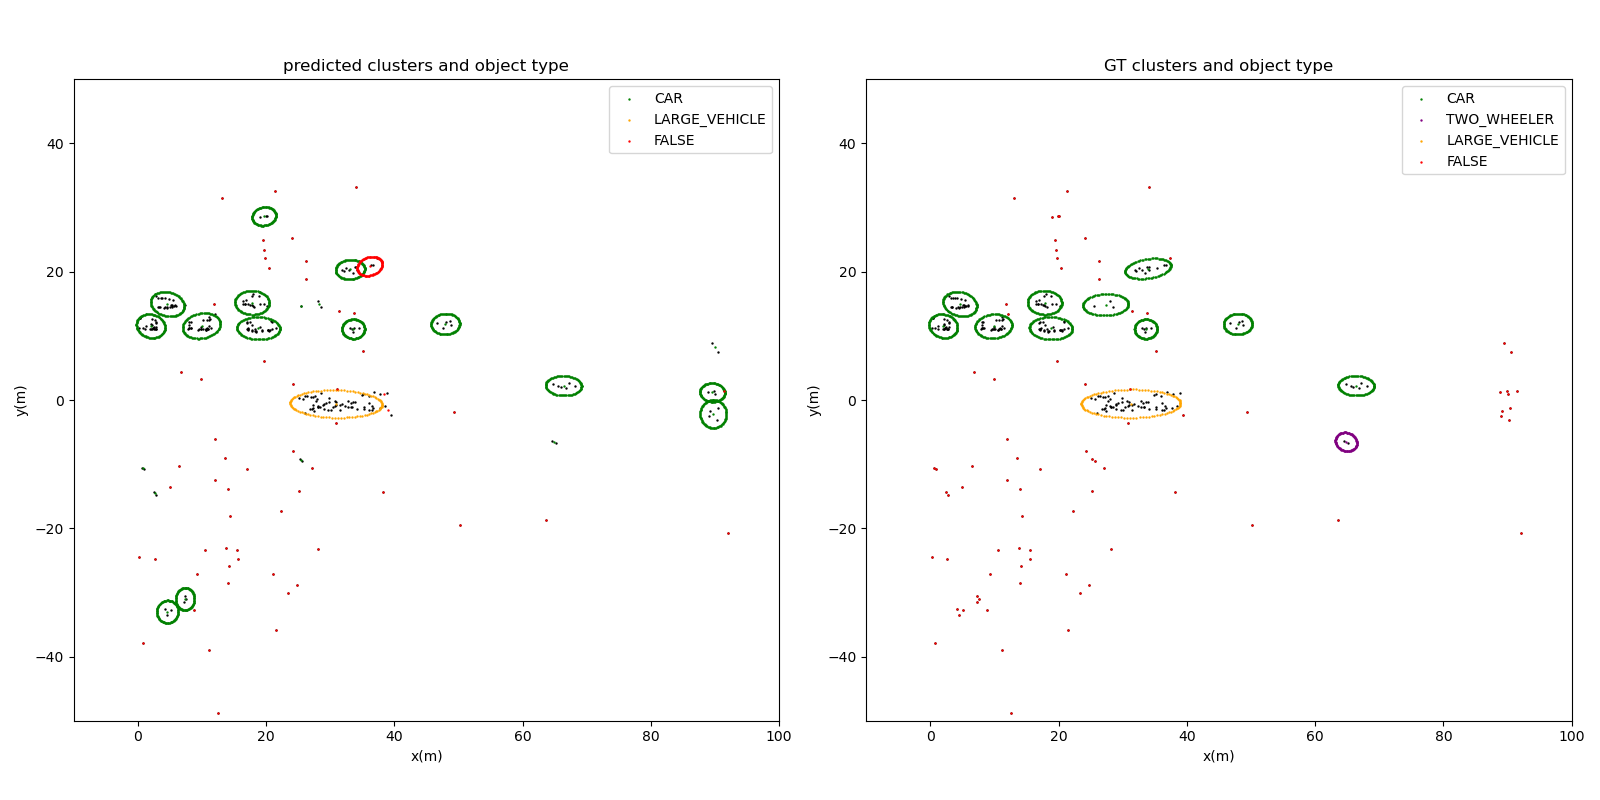 predicted clusters and object type
CAR
LARGE_VEHICLE
FALSE
y(m)
40
20
0
−20
−40
0
20
40
60
80
100
x(m)
GT clusters and object type
CAR
TWO_WHEELER
LARGE_VEHICLE
FALSE
y(m)
40
20
0
−20
−40
0
20
40
60
80
100
x(m)